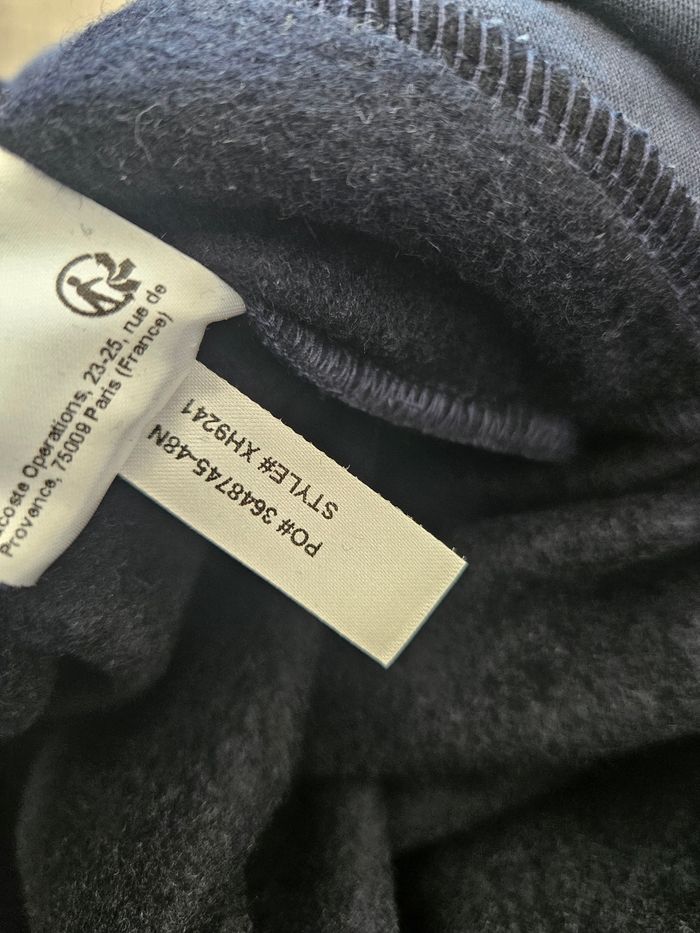 coste Operations, 23-25, rue de
Provence, 75009 Paris (France)
PO# 3648745-48N
STYLE# XH9241